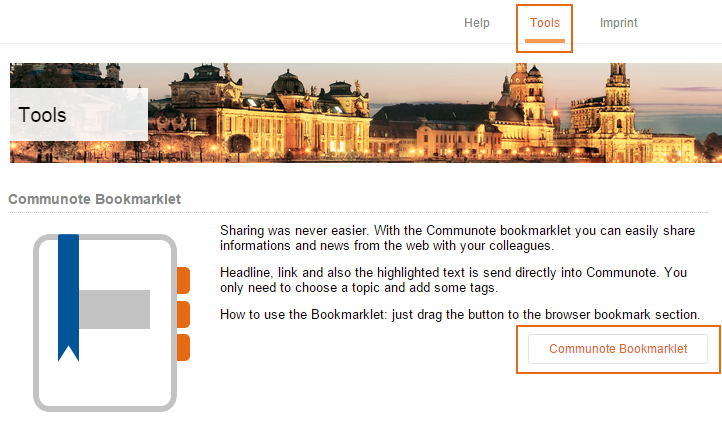 Help Tools Imprint
Tools
Communote Bookmarklet
Sharing was never easier. With the Communote bookmarklet you can easily share
informations and news from the web with your colleagues.
Headline, link and also the highlighted text is send directly into Communote. You
only need to choose a topic and add some tags.
How to use the Bookmarklet: just drag the button to the browser bookmark section.
Communote Bookmarklet